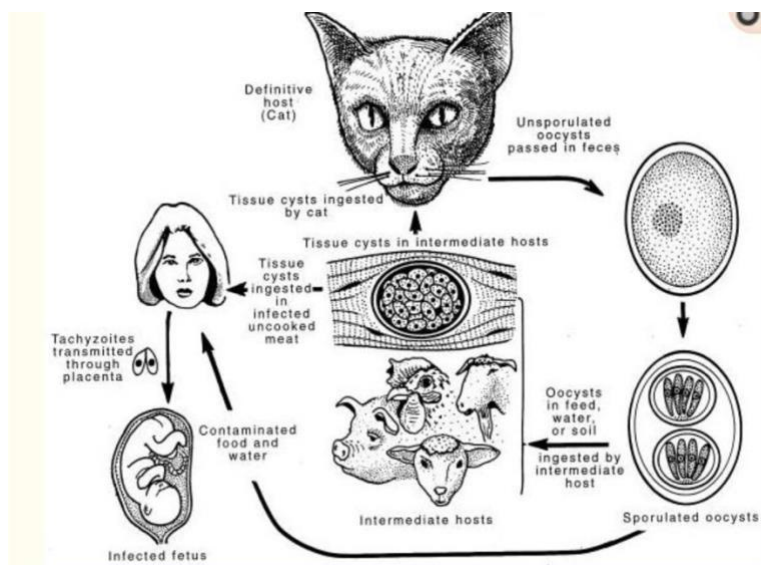 Definitive
host
(Cat)
Unsporulated
oocysts
passed in feces
Tissue cysts ingested
by cat
Tissue cysts in intermediate hosts
Tissue
cysts
ingested
in
infected
uncooked
meat
Tachyzoites
transmitted
through
placenta
Contaminated
food and
water
Oocysts
in feed,
water,
or soil
ingested by
intermediate
host
Intermediate hosts
Sporulated oocysts
Infected fetus